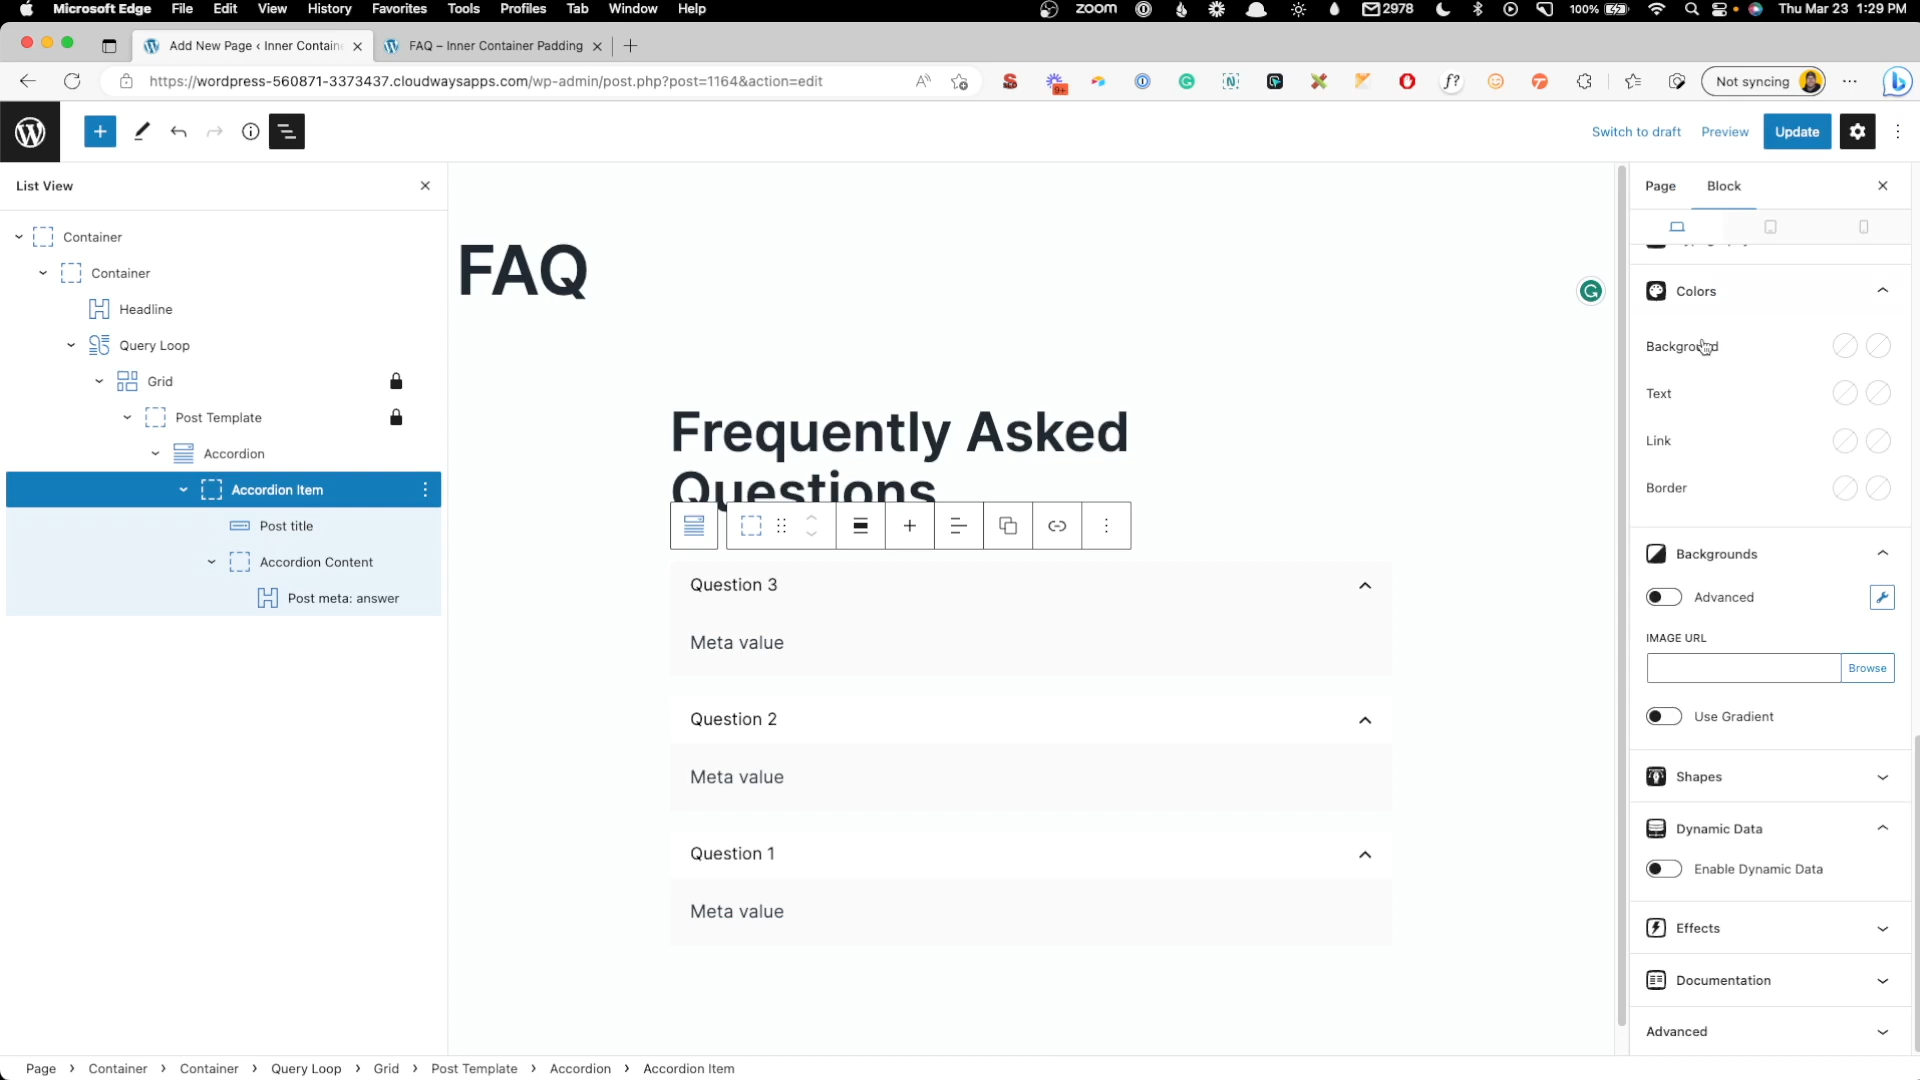 Microsoft Edge File Edit View History Favorites Tools Profiles Tab Window Help zoom 2978 100% Thu Mar 23 1:29 PM
Add New Page ‹ Inner Contain FAQ – Inner Container Padding
https://wordpress-560871-3373437.cloudwaysapps.com/wp-admin/post.php?post=1164&action=edit Not syncing
Switch to draft Preview Update
List View
Container
Container
Headline
Query Loop
Grid
Post Template
Accordion
Accordion Item
Post title
Accordion Content
Post meta: answer
FAQ
Frequently Asked
Questions
Question 3
Meta value
Question 2
Meta value
Question 1
Meta value
Page Block
Colors
Background
Text
Link
Border
Backgrounds
Advanced
IMAGE URL
Browse
Use Gradient
Shapes
Dynamic Data
Enable Dynamic Data
Effects
Documentation
Advanced
Page › Container › Container › Query Loop › Grid › Post Template › Accordion › Accordion Item